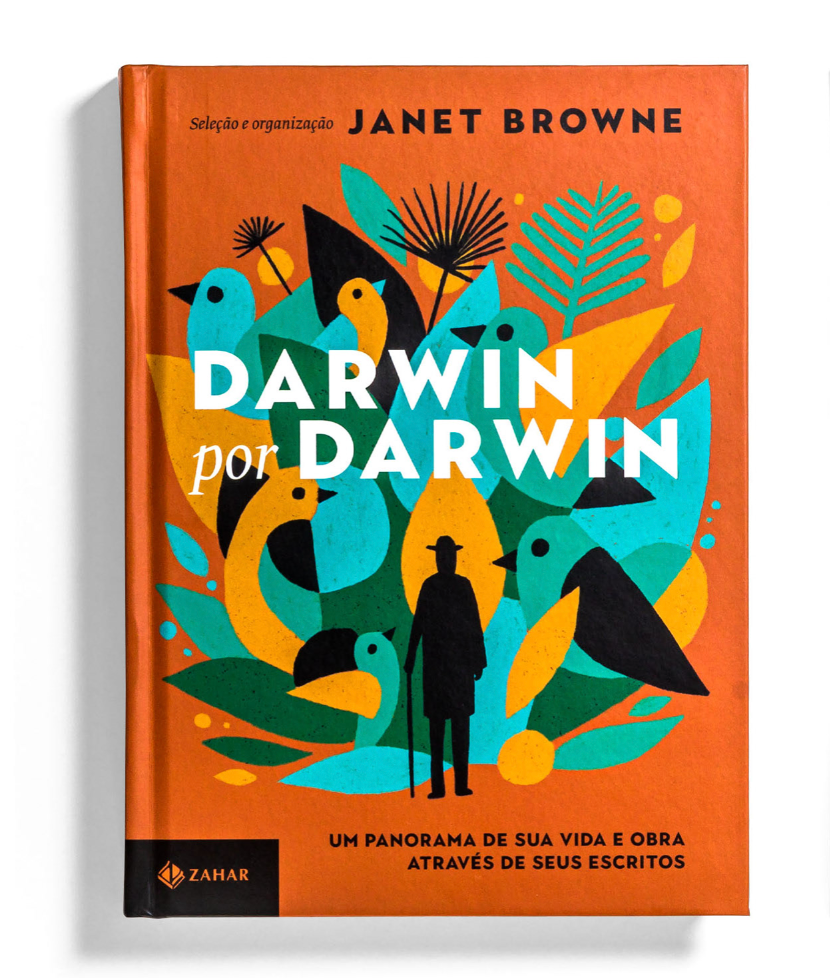 Seleção e organização JANET BROWNE
DARWIN
por DARWIN
UM PANORAMA DE SUA VIDA E OBRA
ATRAVÉS DE SEUS ESCRITOS
ZAHAR